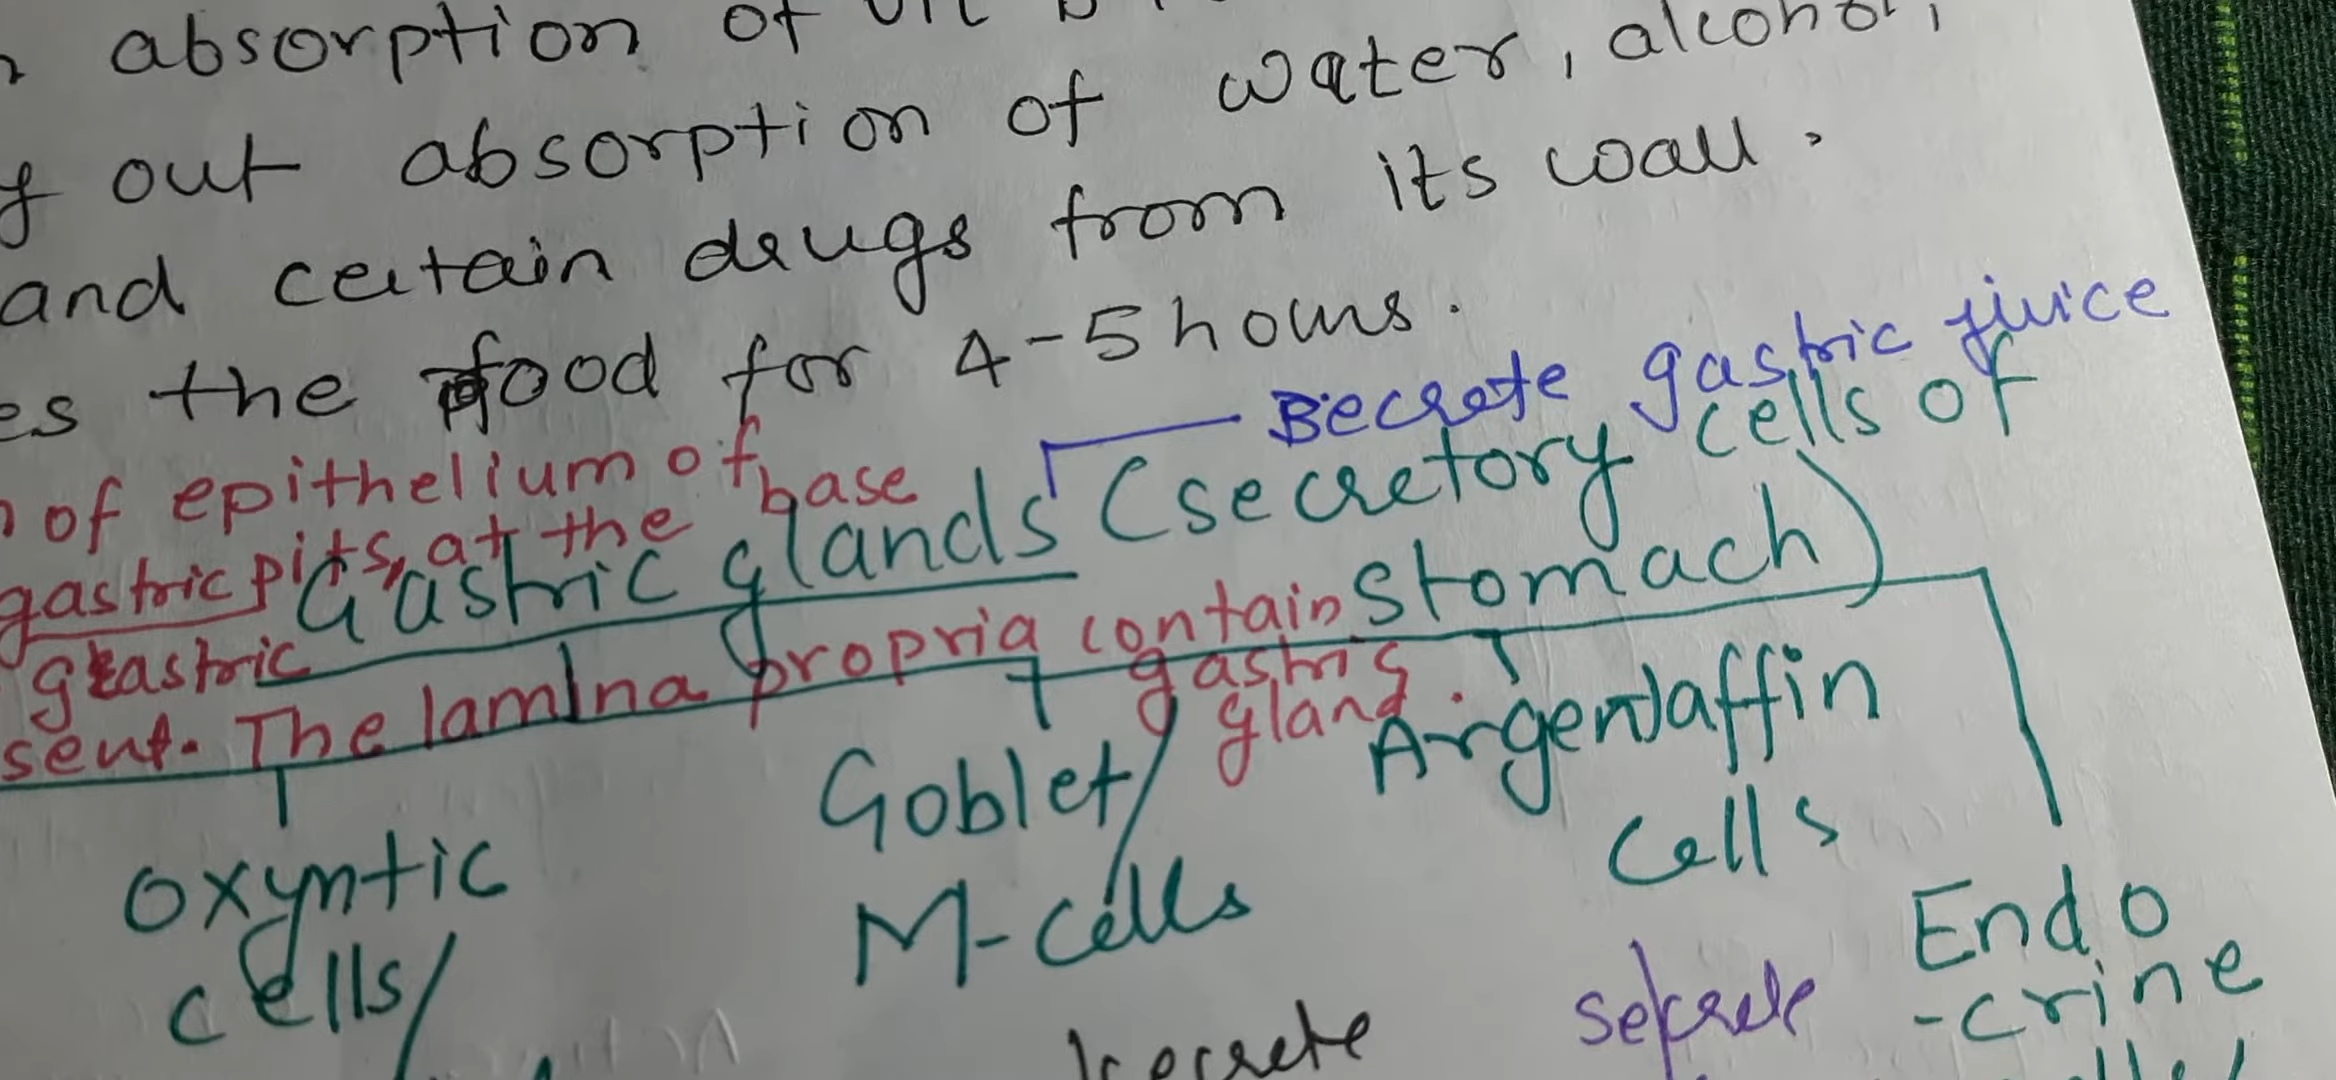 absorption of
out absorption of water, alcohol,
and certain drugs from its wall.
es the food for 4-5 hours.
Becrete gastric juice
of epithelium of base
gastric pits, at the
Gastric glands (secretory cells of
stomach)
gastric
sent. The lamina propria contain
gastric
gland.
Oxyntic
cells/
Goblet/
M-cells
Argentaffin
cells
Endo
-crine
secrete
secrete